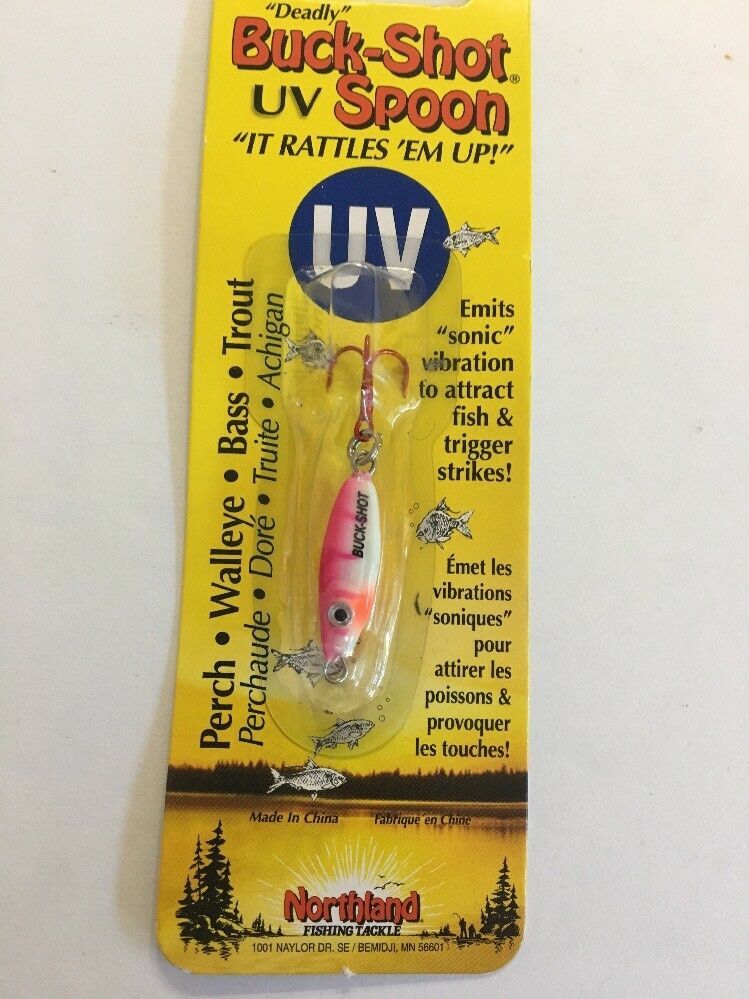 "Deadly"
Buck-Shot®
UV Spoon
"IT RATTLES 'EM UP!"
UV
Emits
"sonic"
vibration
to attract
fish &
trigger
strikes!
Perch • Walleye • Bass • Trout
Perchaude • Doré • Truite • Achigan
BUCK-SHOT
Émet les
vibrations
"soniques"
pour
attirer les
poissons &
provoquer
les touches!
Made In China
Fabriqué en Chine
Northland®
FISHING TACKLE
1001 NAYLOR DR. SE / BEMIDJI, MN 56601